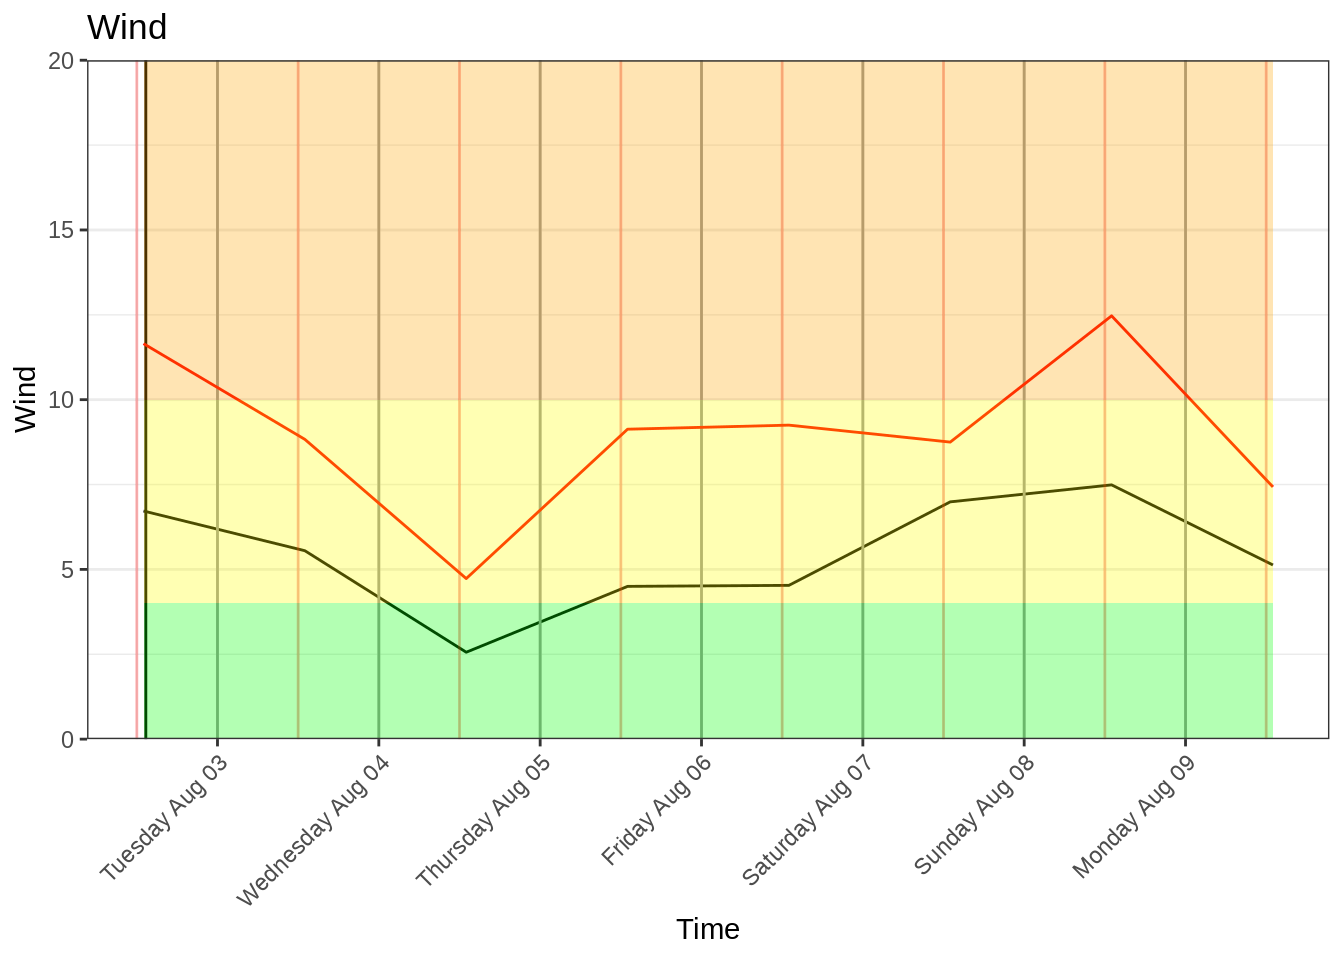 Wind
20
15
10
5
0
Wind
Tuesday Aug 03
Wednesday Aug 04
Thursday Aug 05
Friday Aug 06
Saturday Aug 07
Sunday Aug 08
Monday Aug 09
Time